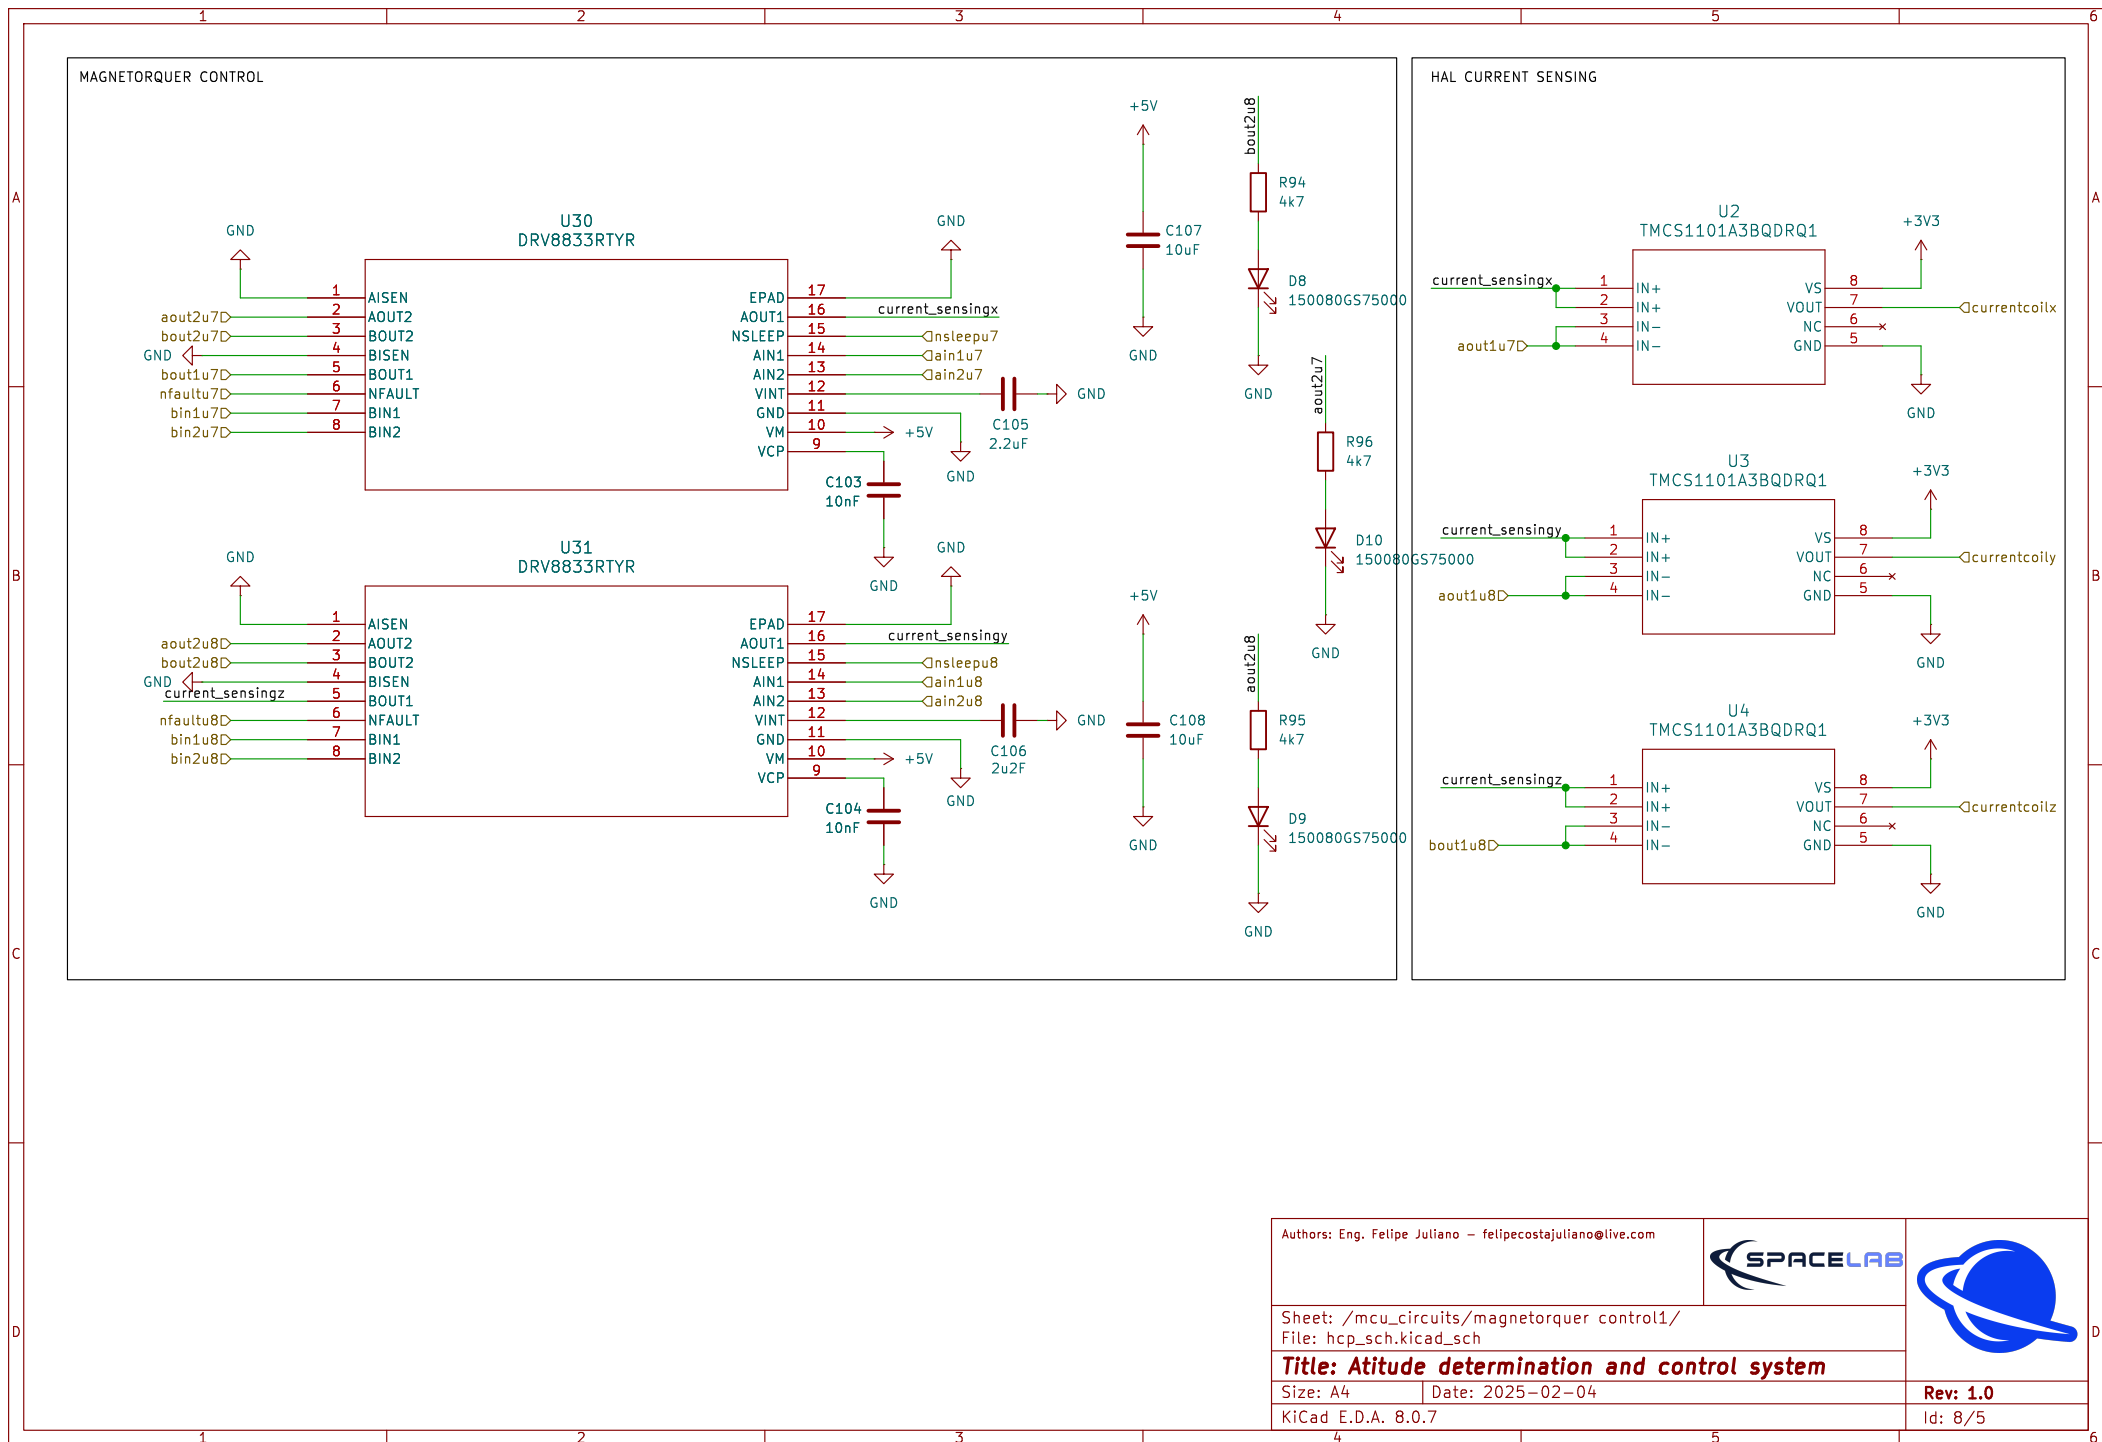 1 2 3 4 5 6
A
B
C
D
MAGNETORQUER CONTROL
U30
DRV8833RTYR
GND
GND
aout2u7
bout2u7
GND
bout1u7
nfaultu7
bin1u7
bin2u7
1 AISEN
2 AOUT2
3 BOUT2
4 BISEN
5 BOUT1
6 NFAULT
7 BIN1
8 BIN2
EPAD 17
AOUT1 16
NSLEEP 15
AIN1 14
AIN2 13
VINT 12
GND 11
VM 10
VCP 9
current_sensingx
nsleepu7
ain1u7
ain2u7
C105
2.2uF
GND
+5V
GND
C103
10nF
GND
U31
DRV8833RTYR
GND
GND
aout2u8
bout2u8
GND
current_sensingz
nfaultu8
bin1u8
bin2u8
1 AISEN
2 AOUT2
3 BOUT2
4 BISEN
5 BOUT1
6 NFAULT
7 BIN1
8 BIN2
EPAD 17
AOUT1 16
NSLEEP 15
AIN1 14
AIN2 13
VINT 12
GND 11
VM 10
VCP 9
current_sensingy
nsleepu8
ain1u8
ain2u8
C106
2u2F
GND
+5V
GND
C104
10nF
GND
+5V
C107
10uF
GND
+5V
C108
10uF
GND
bout2u8
R94
4k7
D8
150080GS75000
GND
aout2u7
R96
4k7
D10
150080GS75000
GND
aout2u8
R95
4k7
D9
150080GS75000
GND
HAL CURRENT SENSING
U2
TMCS1101A3BQDRQ1
+3V3
current_sensingx
aout1u7
1 IN+
2 IN+
3 IN-
4 IN-
VS 8
VOUT 7
NC 6
GND 5
currentcoilx
GND
U3
TMCS1101A3BQDRQ1
+3V3
current_sensingy
aout1u8
1 IN+
2 IN+
3 IN-
4 IN-
VS 8
VOUT 7
NC 6
GND 5
currentcoily
GND
U4
TMCS1101A3BQDRQ1
+3V3
current_sensingz
bout1u8
1 IN+
2 IN+
3 IN-
4 IN-
VS 8
VOUT 7
NC 6
GND 5
currentcoilz
GND
A
B
C
D
Authors: Eng. Felipe Juliano - felipecostajuliano@live.com
SPACELAB
Sheet: /mcu_circuits/magnetorquer control1/
File: hcp_sch.kicad_sch
Title: Atitude determination and control system
Size: A4 Date: 2025-02-04 Rev: 1.0
KiCad E.D.A. 8.0.7 Id: 8/5
1 2 3 4 5 6